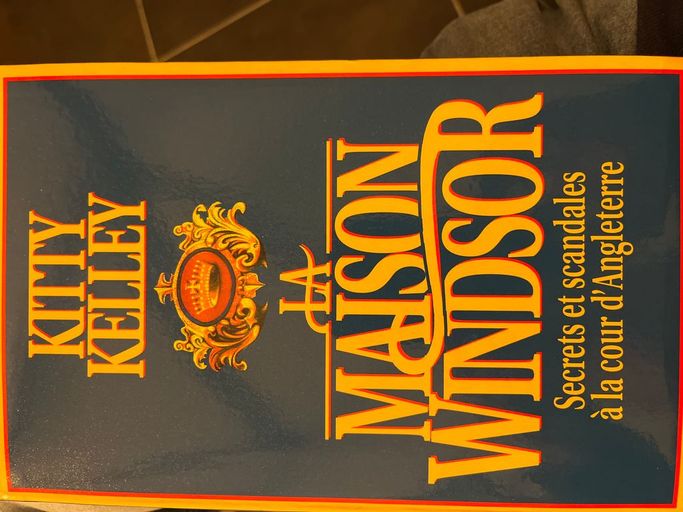 KITTY
KELLEY
LA
MAISON
WINDSOR
Secrets et scandales
à la cour d'Angleterre